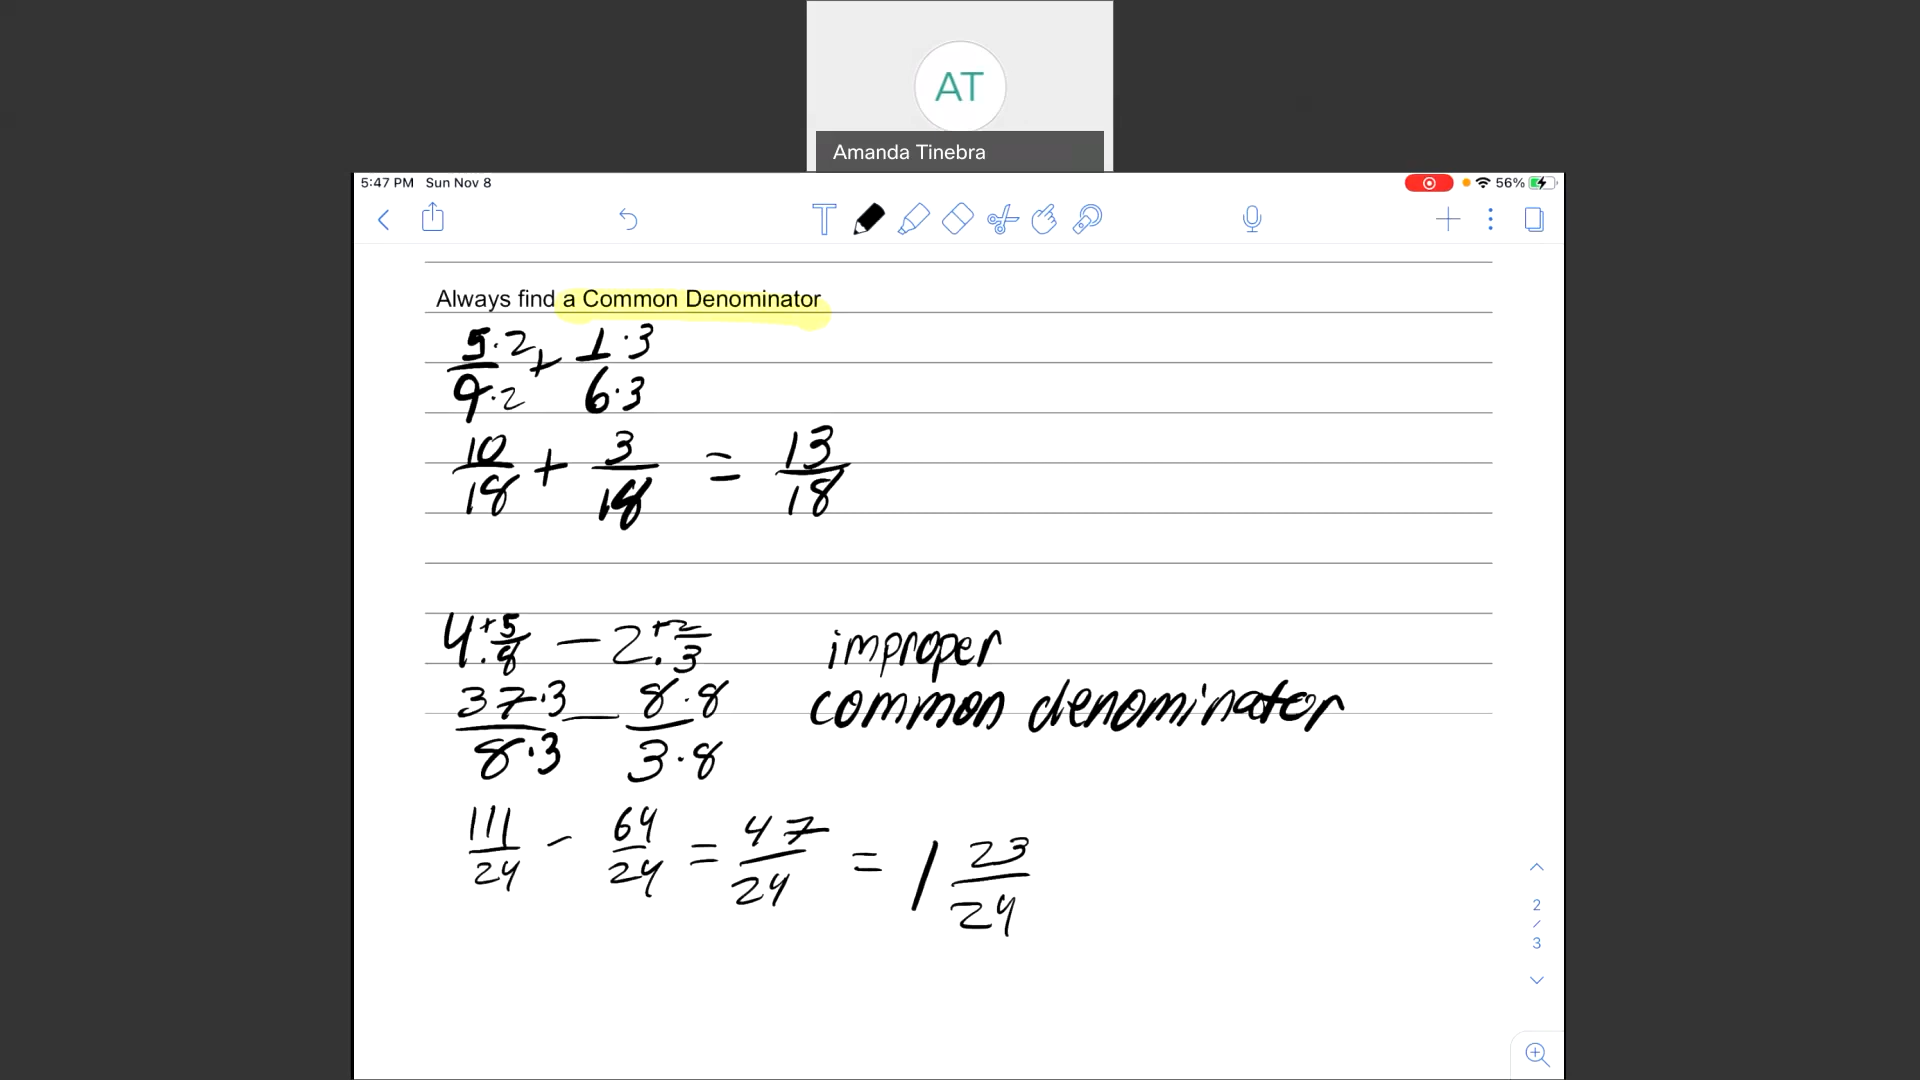 AT
Amanda Tinebra
5:47 PM Sun Nov 8
56%
T
Always find a Common Denominator
5·2/9·2 + 1·3/6·3
10/18 + 3/18 = 13/18
4·+5/8 − 2·+2/3 improper
37·3/8·3 − 8·8/3·8 common denominator
111/24 − 64/24 = 47/24 = 1 23/24
2
/
3